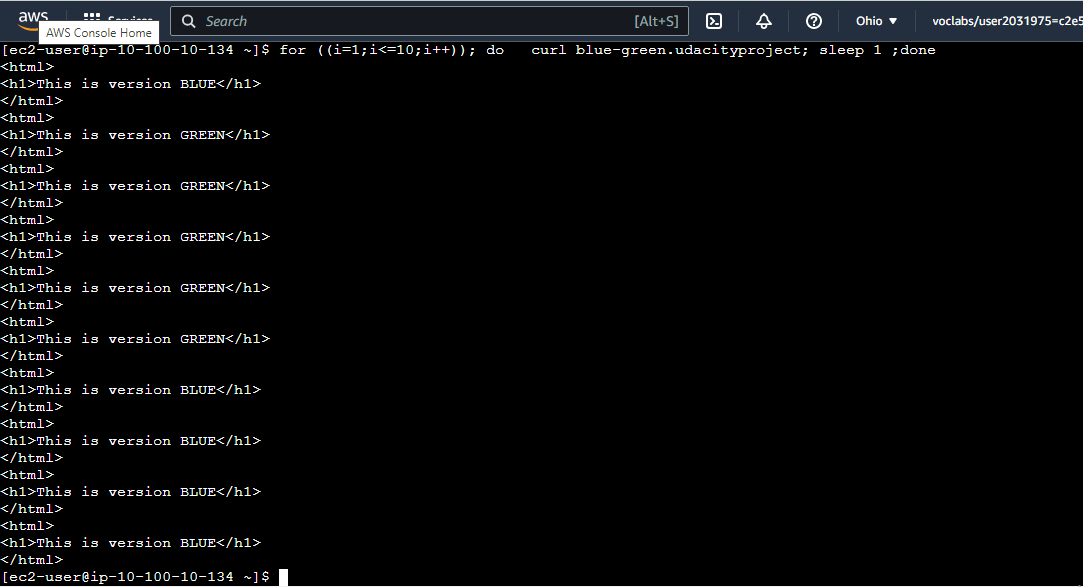 aws
Services
Search
[Alt+S]
Ohio
voclabs/user2031975=c2e5
AWS Console Home
[ec2-user@ip-10-100-10-134 ~]$ for ((i=1;i<=10;i++)); do   curl blue-green.udacityproject; sleep 1 ;done
<html>
<h1>This is version BLUE</h1>
</html>
<html>
<h1>This is version GREEN</h1>
</html>
<html>
<h1>This is version GREEN</h1>
</html>
<html>
<h1>This is version GREEN</h1>
</html>
<html>
<h1>This is version GREEN</h1>
</html>
<html>
<h1>This is version GREEN</h1>
</html>
<html>
<h1>This is version BLUE</h1>
</html>
<html>
<h1>This is version BLUE</h1>
</html>
<html>
<h1>This is version BLUE</h1>
</html>
<html>
<h1>This is version BLUE</h1>
</html>
[ec2-user@ip-10-100-10-134 ~]$